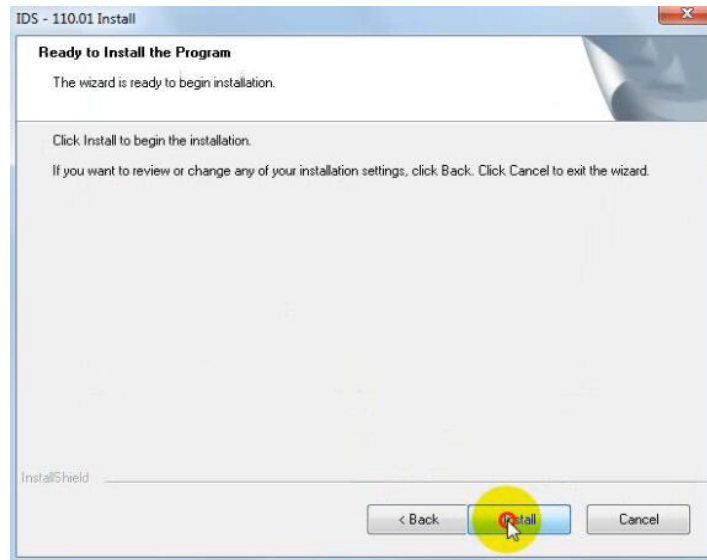 IDS - 110.01 Install
Ready to Install the Program
The wizard is ready to begin installation.
Click Install to begin the installation.
If you want to review or change any of your installation settings, click Back. Click Cancel to exit the wizard.
InstallShield
< Back Install Cancel